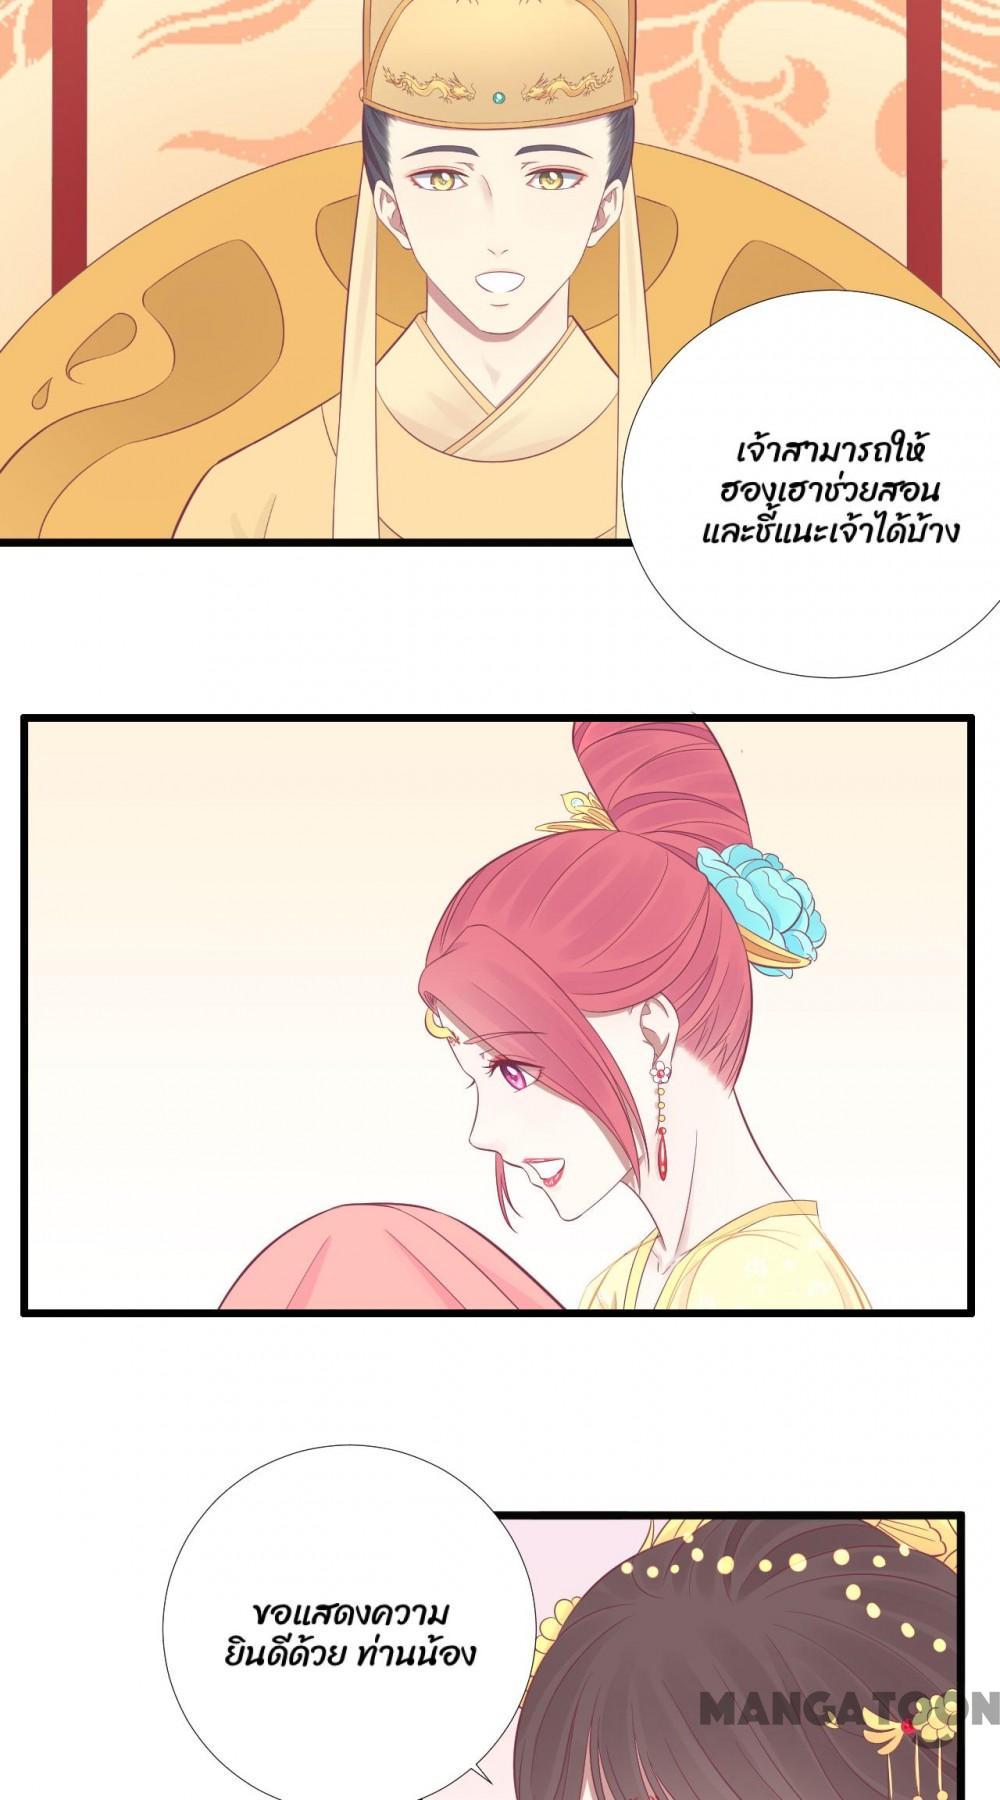 เจ้าสามารถให้
ฮองเฮาช่วยสอน
และชี้แนะเจ้าได้บ้าง
ขอแสดงความ
ยินดีด้วย ท่านน้อง
MANGATOON